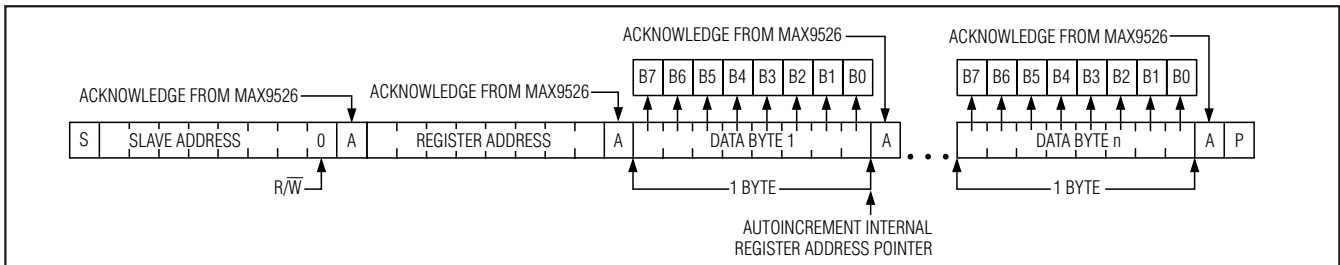 ACKNOWLEDGE FROM MAX9526 ACKNOWLEDGE FROM MAX9526
B7 B6 B5 B4 B3 B2 B1 B0 B7 B6 B5 B4 B3 B2 B1 B0
ACKNOWLEDGE FROM MAX9526 ACKNOWLEDGE FROM MAX9526
S SLAVE ADDRESS 0 A REGISTER ADDRESS A DATA BYTE 1 A • • • DATA BYTE n A P
R/W̅ 1 BYTE 1 BYTE
AUTOINCREMENT INTERNAL
REGISTER ADDRESS POINTER